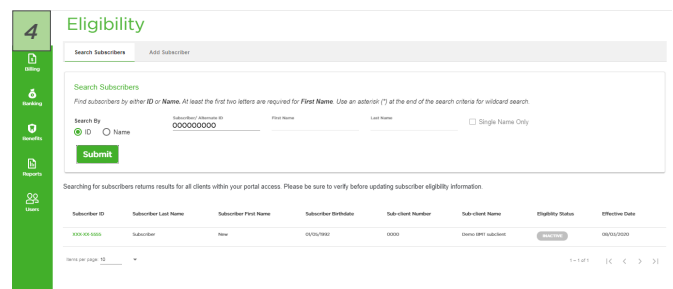 4
Eligibility
Search Subscribers Add Subscriber
Billing
Search Subscribers
Find subscribers by either ID or Name. At least the first two letters are required for First Name. Use an asterisk (*) at the end of the search criteria for wildcard search.
Banking
Search By Subscriber/ Alternate ID First Name Last Name
ID Name 000000000 Single Name Only
Benefits
Submit
Reports
Searching for subscribers returns results for all clients within your portal access. Please be sure to verify before updating subscriber eligibility information.
Users
Subscriber ID Subscriber Last Name Subscriber First Name Subscriber Birthdate Sub-client Number Sub-client Name Eligiblity Status Effective Date
XXX-XX-5555 Subscriber New 01/01/1993 0000 Demo BMT subclient INACTIVE 09/01/2020
Items per page: 10 1 – 1 of 1